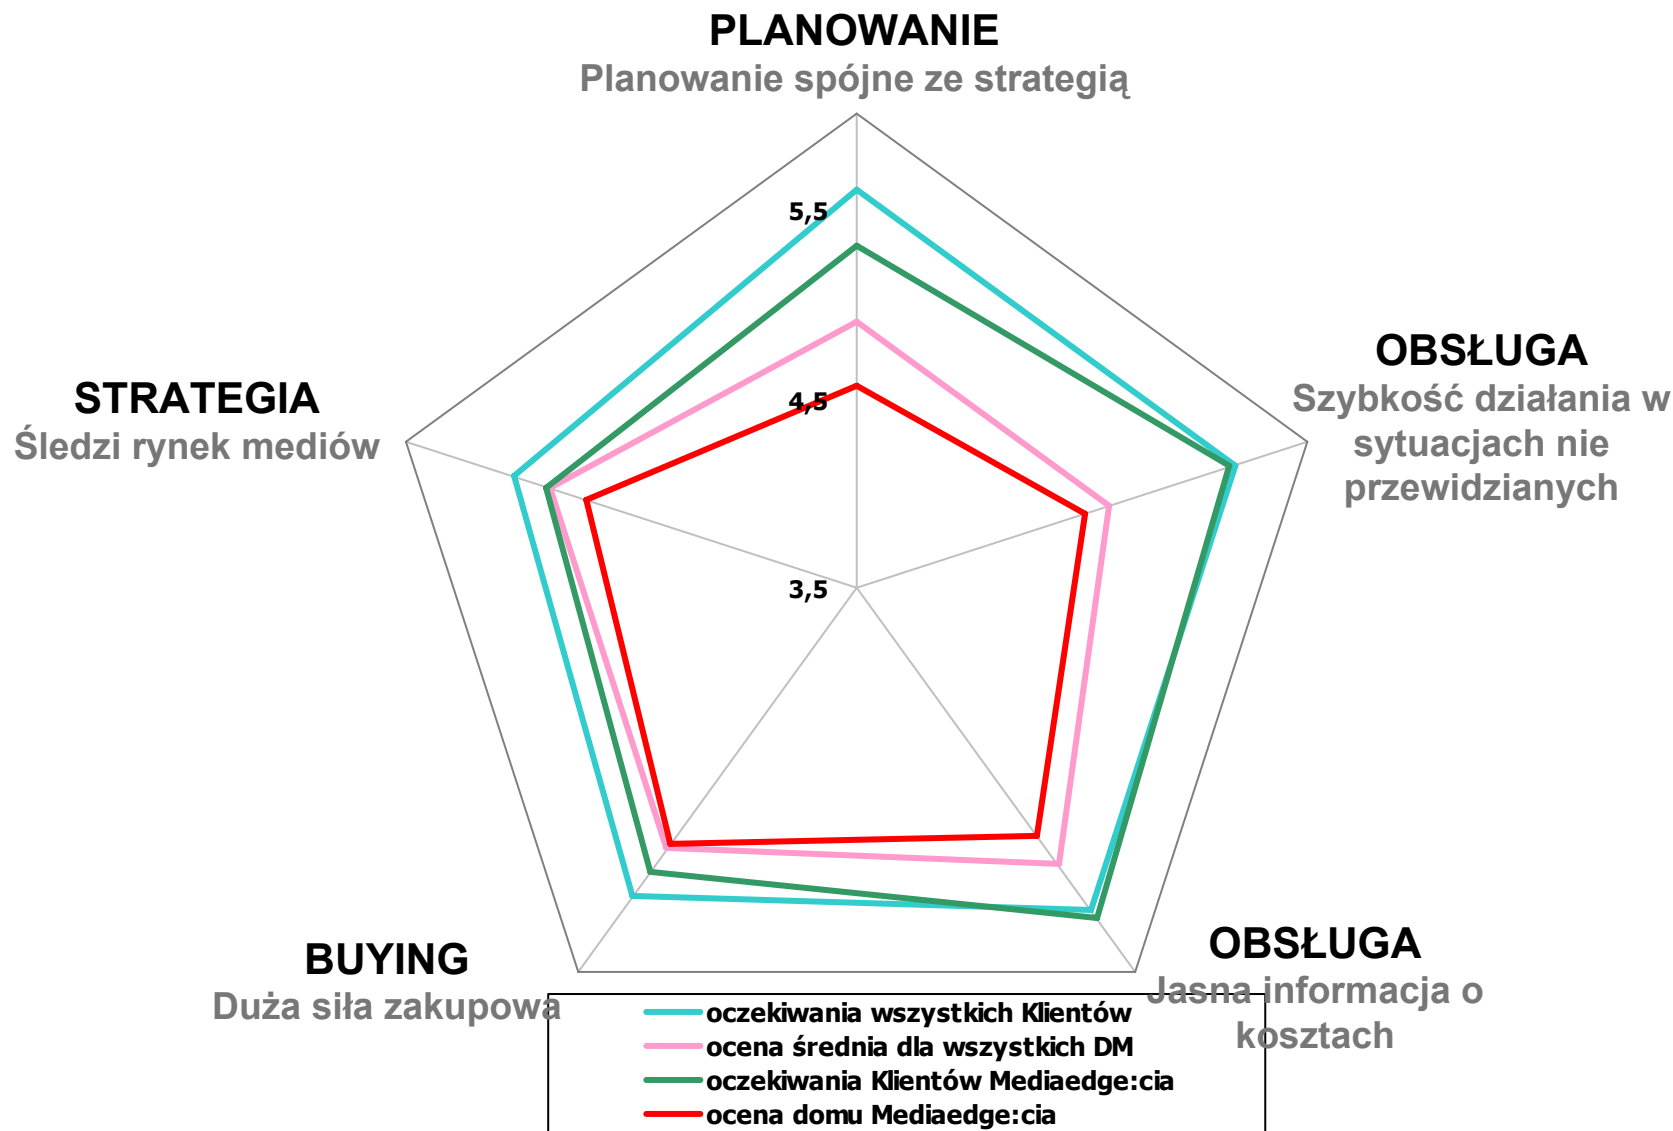 PLANOWANIE
Planowanie spójne ze strategią
5,5
OBSŁUGA
Szybkość działania w
sytuacjach nie
przewidzianych
STRATEGIA
Śledzi rynek mediów
4,5
3,5
BUYING
Duża siła zakupowa
OBSŁUGA
Jasna informacja o
kosztach
oczekiwania wszystkich Klientów
ocena średnia dla wszystkich DM
oczekiwania Klientów Mediaedge:cia
ocena domu Mediaedge:cia